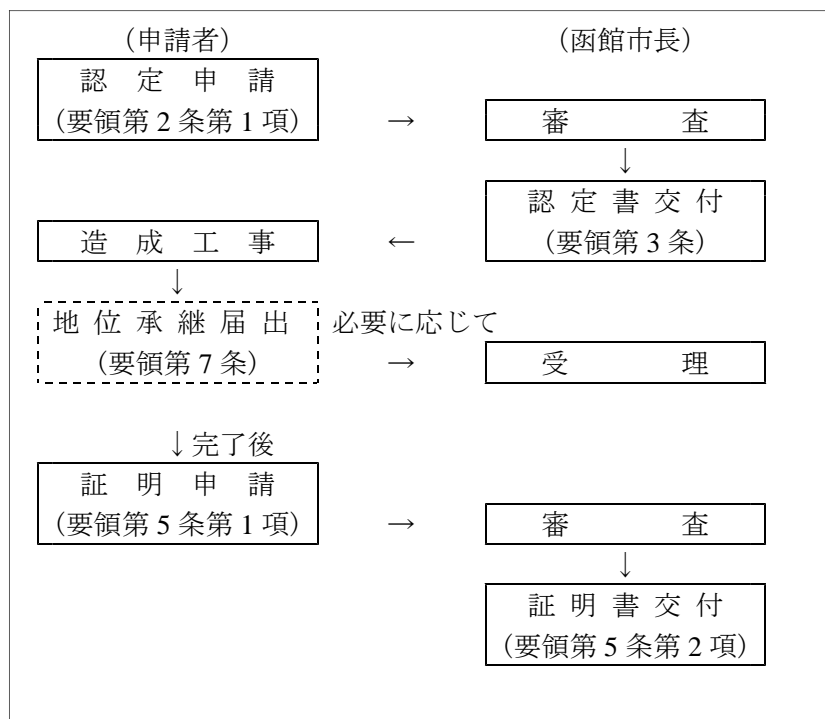 （申請者）　（函館市長）
認定申請
（要領第２条第１項）　→　審査
↓
認定書交付
造成工事　←　（要領第３条）
↓
地位承継届出　必要に応じて
（要領第７条）　→　受理
↓完了後
証明申請
（要領第５条第１項）　→　審査
↓
証明書交付
（要領第５条第２項）